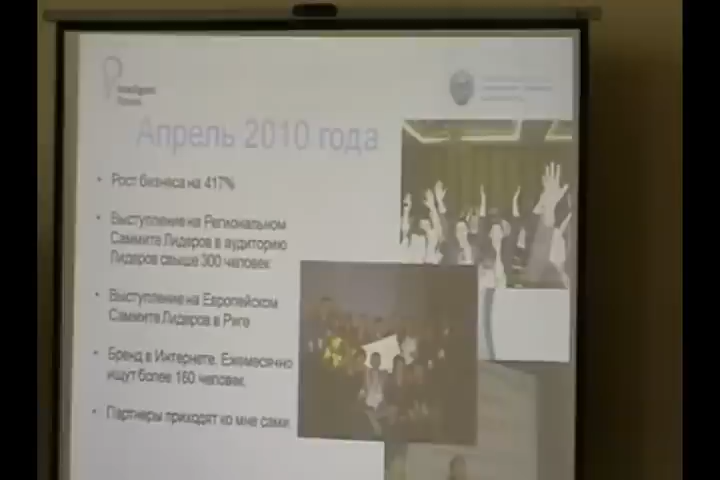 Intelligent
Апрель 2010 года
• Рост бизнеса на 417%
• Выступление на Региональном
Саммите Лидеров в аудиторию
Лидеров свыше 300 человек
• Выступление на Европейском
Саммите Лидеров в Риге
• Бренд в Интернете. Ежемесячно
ищут более 160 человек.
• Партнеры приходят ко мне сами.